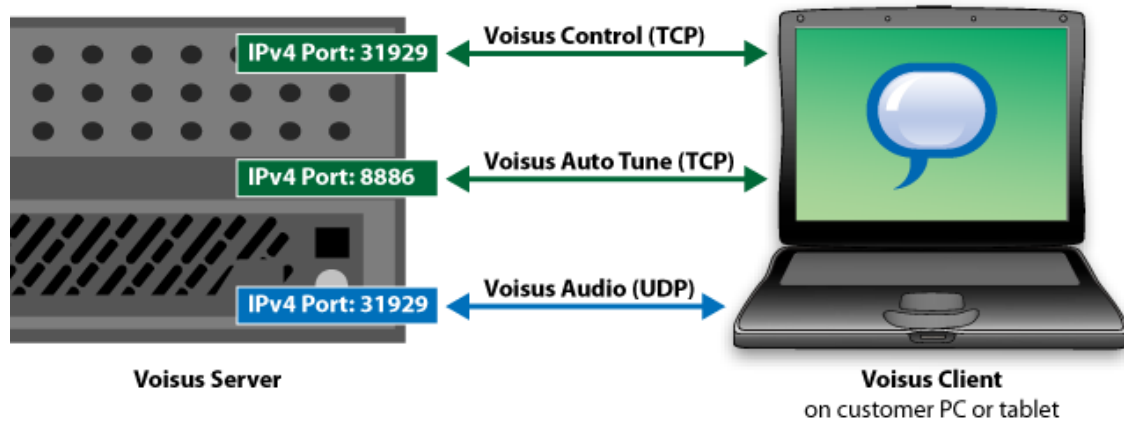 IPv4 Port: 31929
Voisus Control (TCP)
IPv4 Port: 8886
Voisus Auto Tune (TCP)
IPv4 Port: 31929
Voisus Audio (UDP)
Voisus Server
Voisus Client
on customer PC or tablet